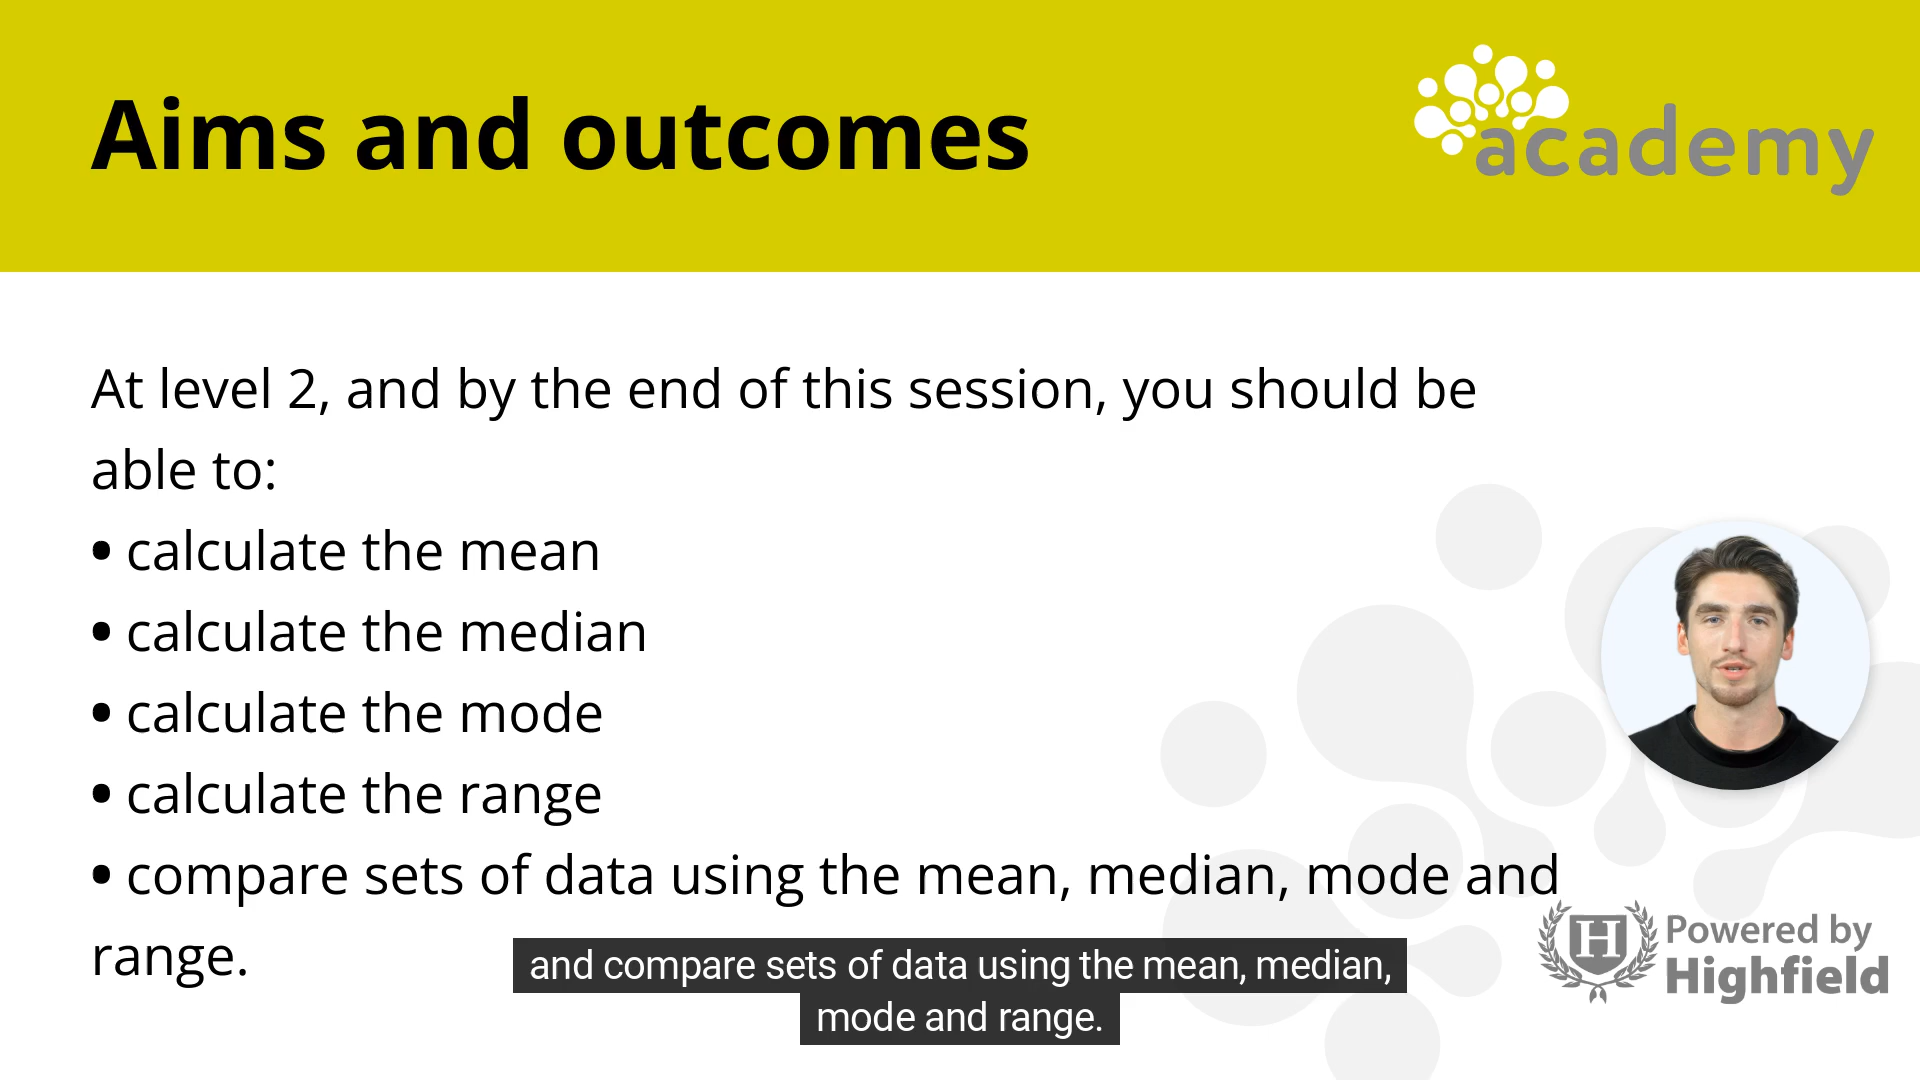 Aims and outcomes
academy
At level 2, and by the end of this session, you should be
able to:
• calculate the mean
• calculate the median
• calculate the mode
• calculate the range
• compare sets of data using the mean, median, mode and
range.
and compare sets of data using the mean, median,
mode and range.
H
Powered by
Highfield